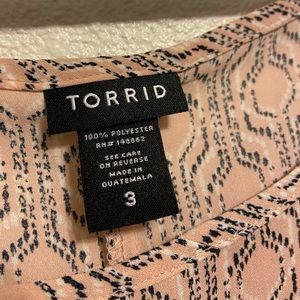 TORRID
100% POLYESTER
RN# 148882
SEE CARE
ON REVERSE
MADE IN
GUATEMALA
3